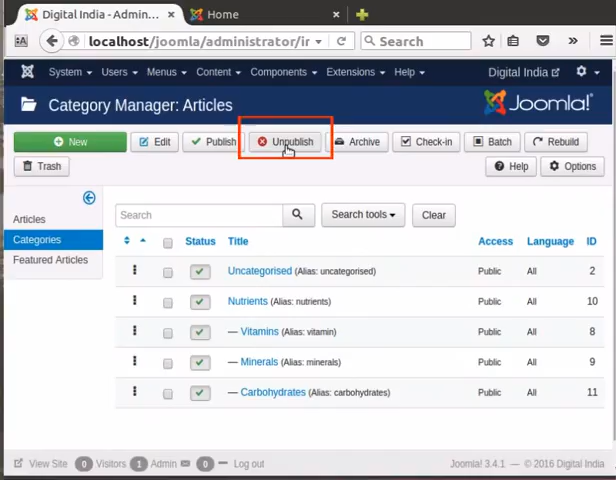 Digital India - Admin...
Home
localhost/joomla/administrator/ir
Search
System Users Menus Content Components Extensions Help Digital India
Category Manager: Articles Joomla!
New Edit Publish Unpublish Archive Check-in Batch Rebuild
Trash Help Options
Search Search tools Clear
Articles
Categories
Featured Articles
Status Title Access Language ID
Uncategorised (Alias: uncategorised) Public All 2
Nutrients (Alias: nutrients) Public All 10
— Vitamins (Alias: vitamin) Public All 8
— Minerals (Alias: minerals) Public All 9
— Carbohydrates (Alias: carbohydrates) Public All 11
View Site 0 Visitors 1 Admin 0 Log out Joomla! 3.4.1 — © 2016 Digital India